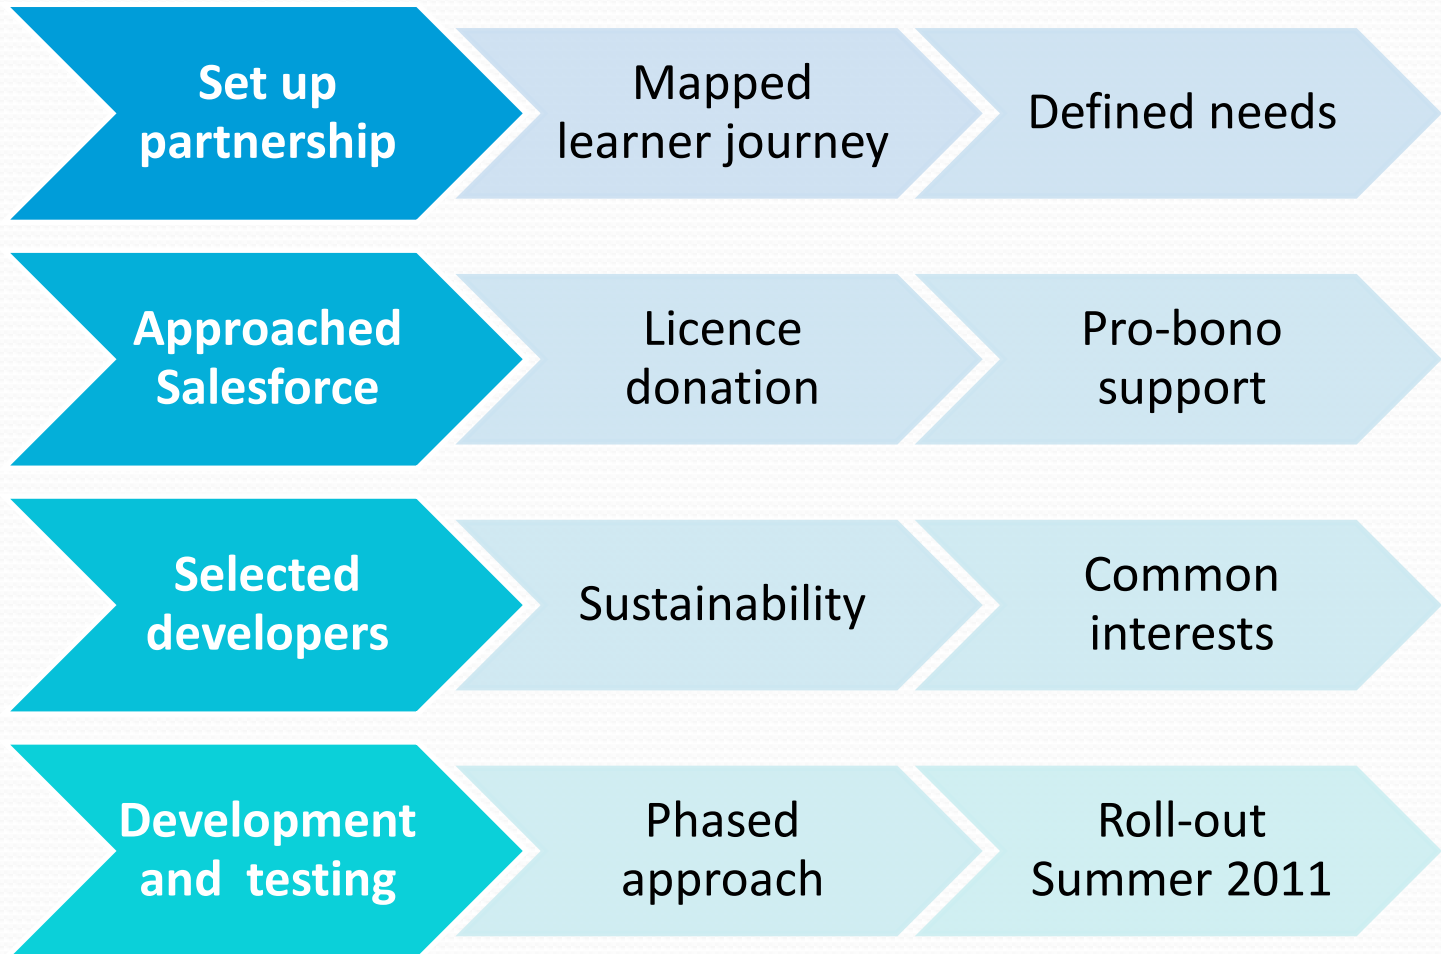 Set up
partnership
Mapped
learner journey
Defined needs
Approached
Salesforce
Licence
donation
Pro-bono
support
Selected
developers
Sustainability
Common
interests
Development
and  testing
Phased
approach
Roll-out
Summer 2011